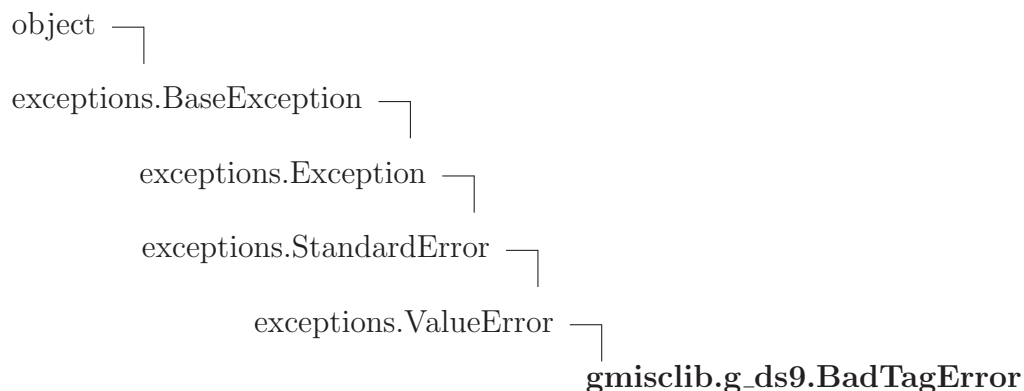 object
exceptions.BaseException
exceptions.Exception
exceptions.StandardError
exceptions.ValueError
gmisclib.g_ds9.BadTagError